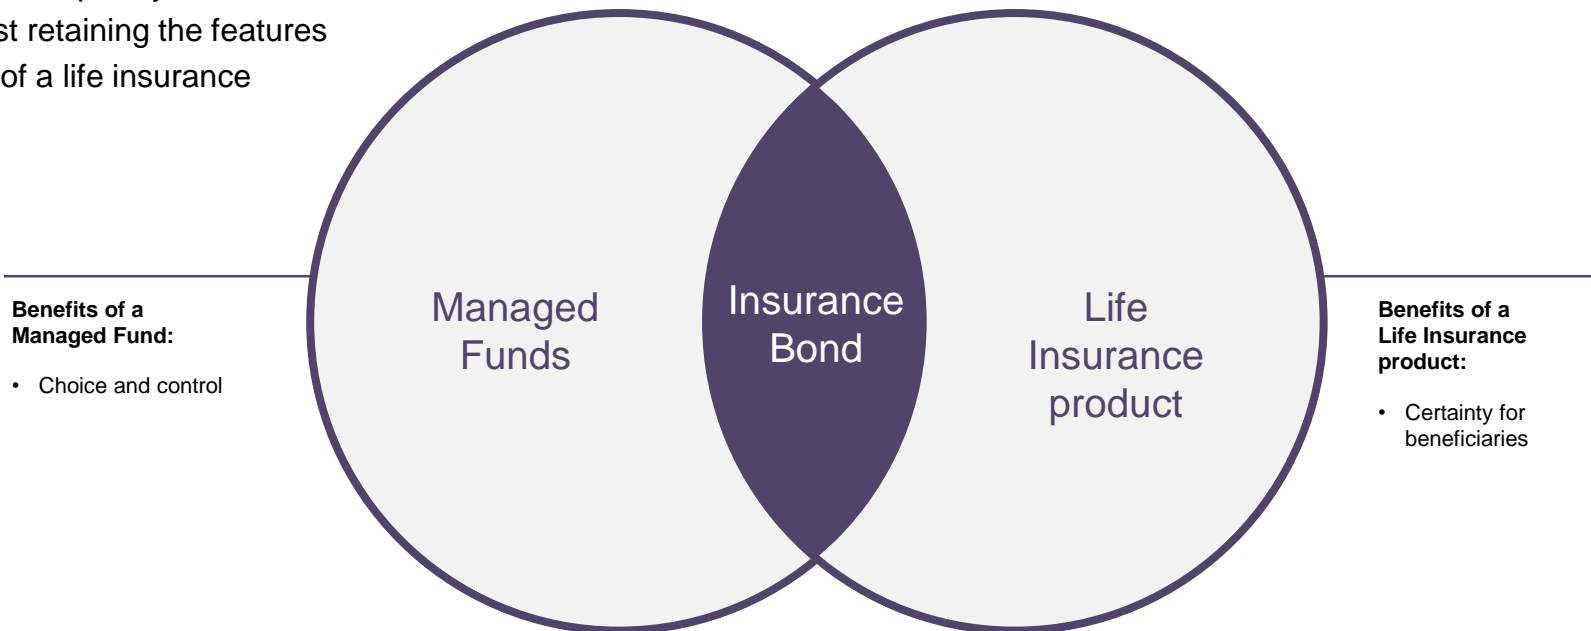 st retaining the features
of a life insurance
Managed
Funds
Insurance
Bond
Life
Insurance
product
Benefits of a
Managed Fund:
• Choice and control
Benefits of a
Life Insurance
product:
• Certainty for
beneficiaries